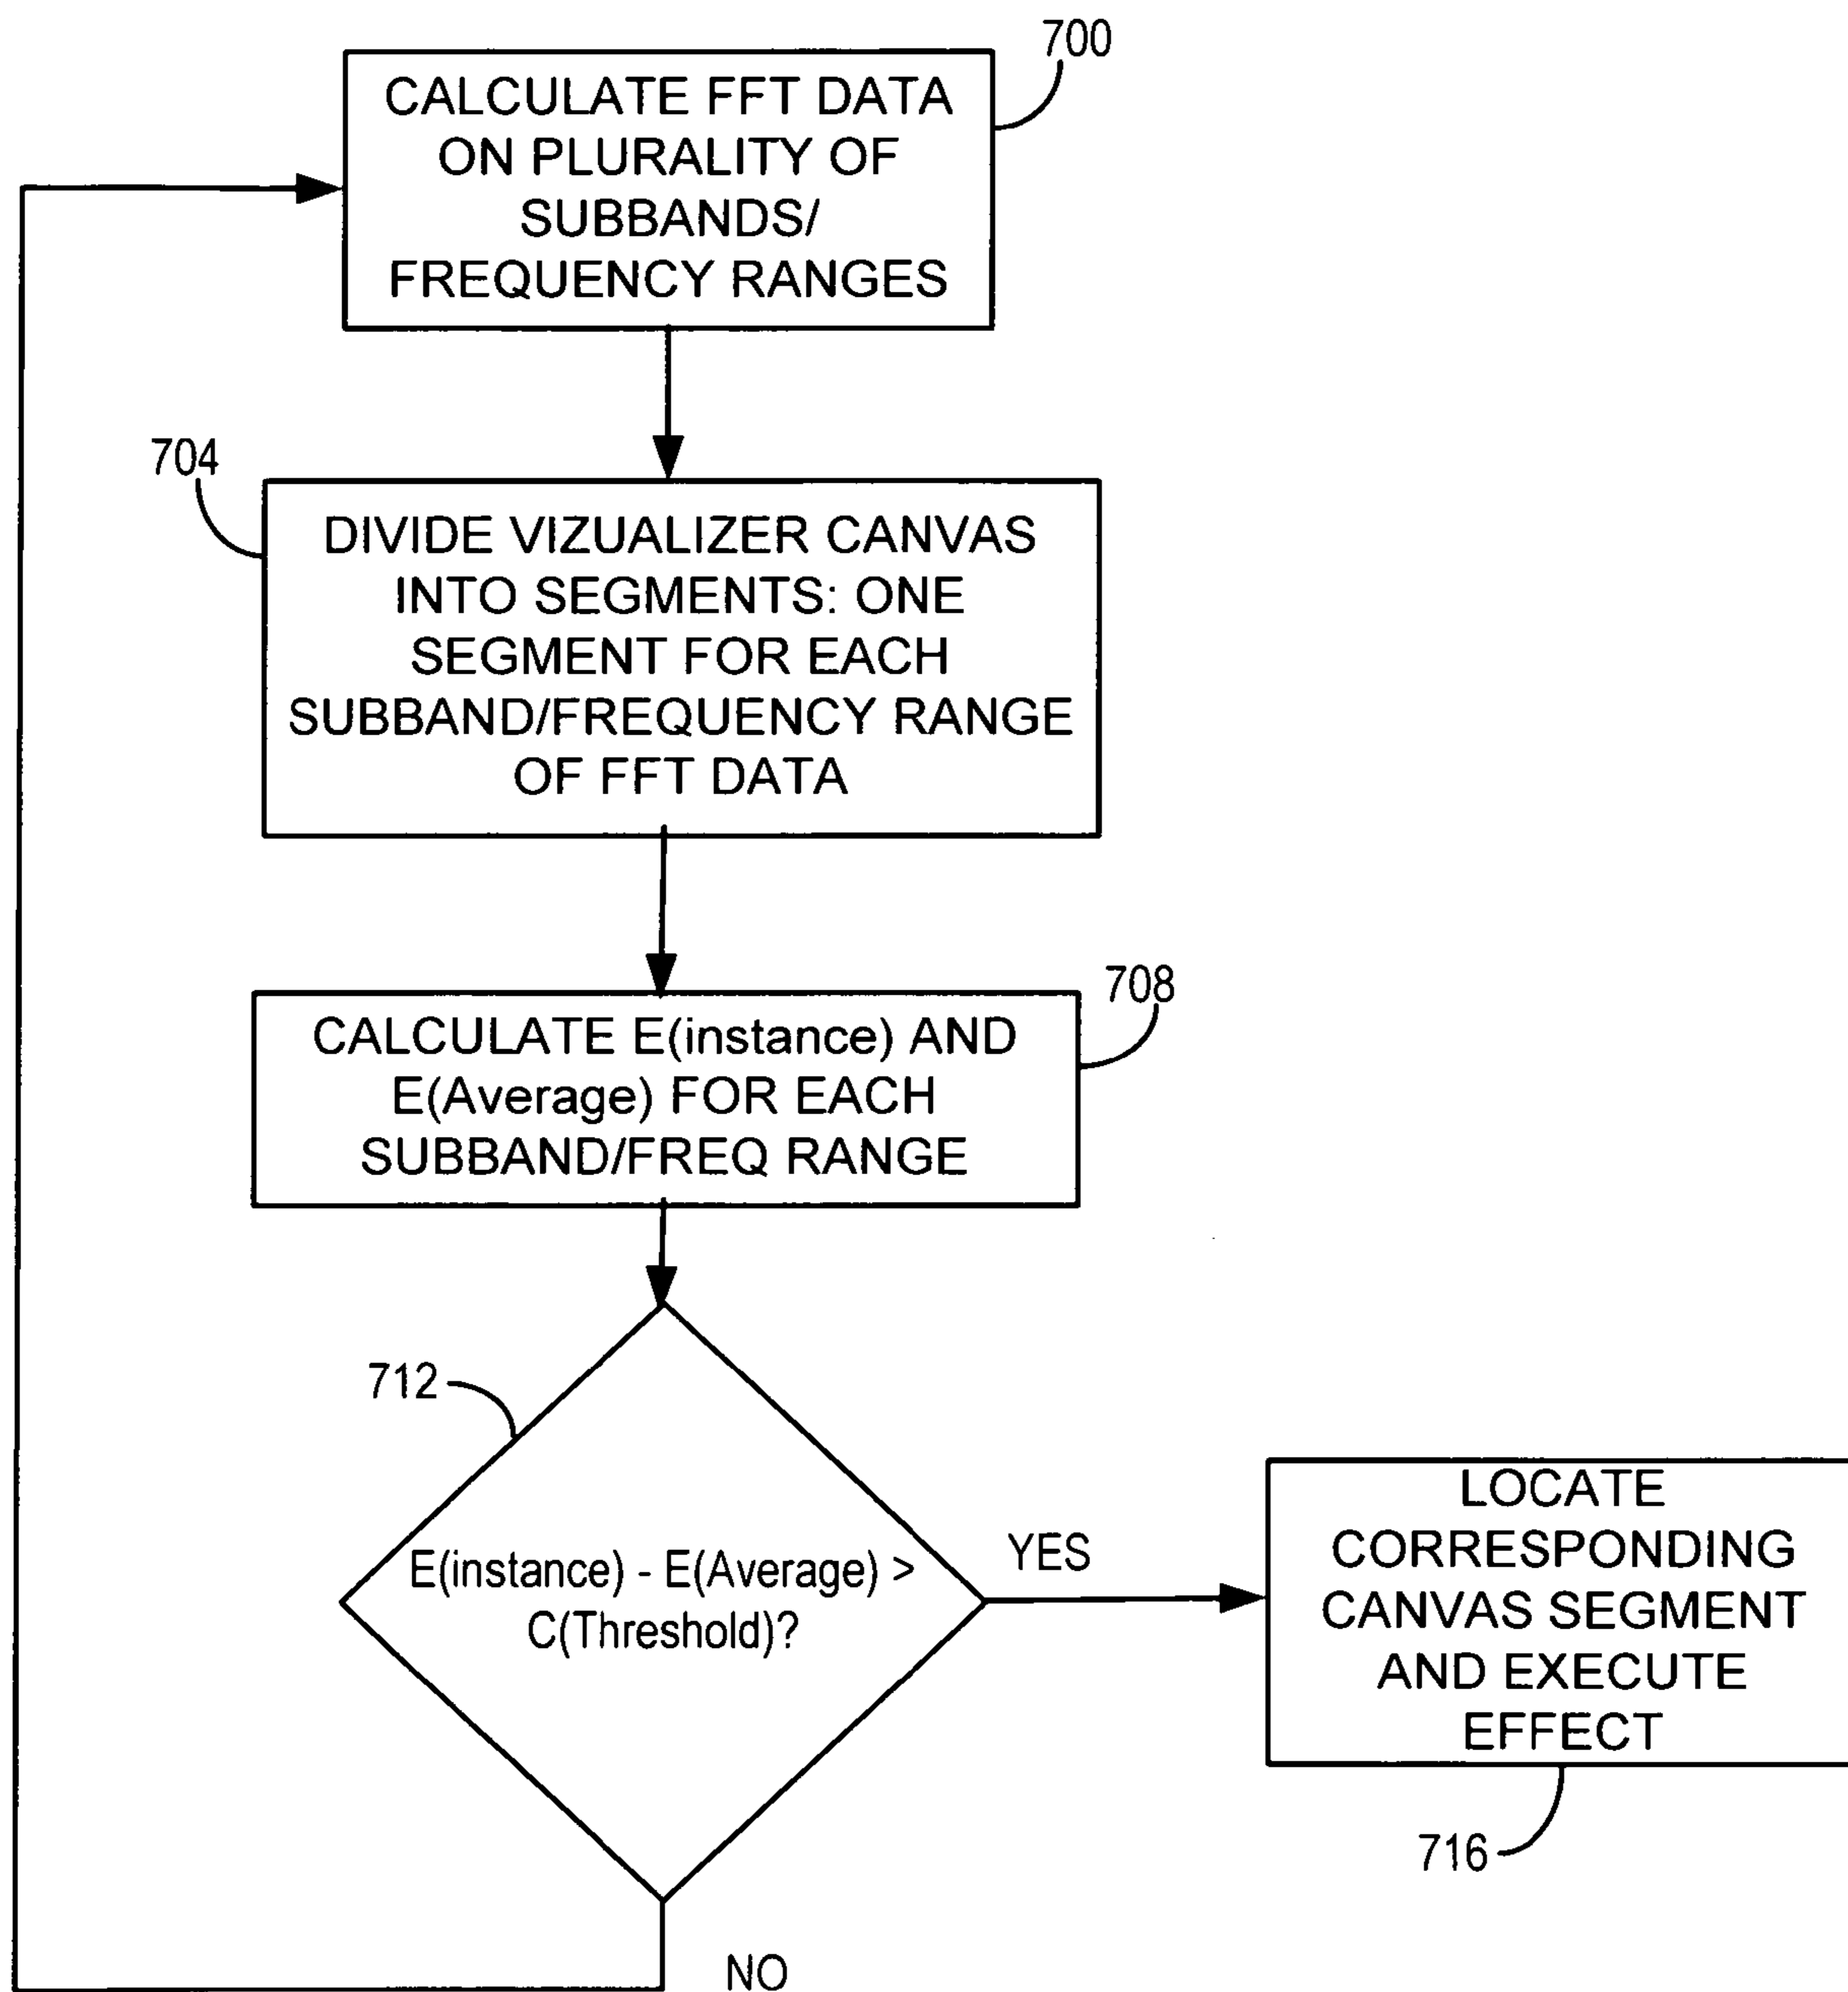 700
CALCULATE FFT DATA
ON PLURALITY OF
SUBBANDS/
FREQUENCY RANGES
704
DIVIDE VIZUALIZER CANVAS
INTO SEGMENTS: ONE
SEGMENT FOR EACH
SUBBAND/FREQUENCY RANGE
OF FFT DATA
708
CALCULATE E(instance) AND
E(Average) FOR EACH
SUBBAND/FREQ RANGE
712
E(instance) - E(Average) >
C(Threshold)?
YES
LOCATE
CORRESPONDING
CANVAS SEGMENT
AND EXECUTE
EFFECT
716
NO